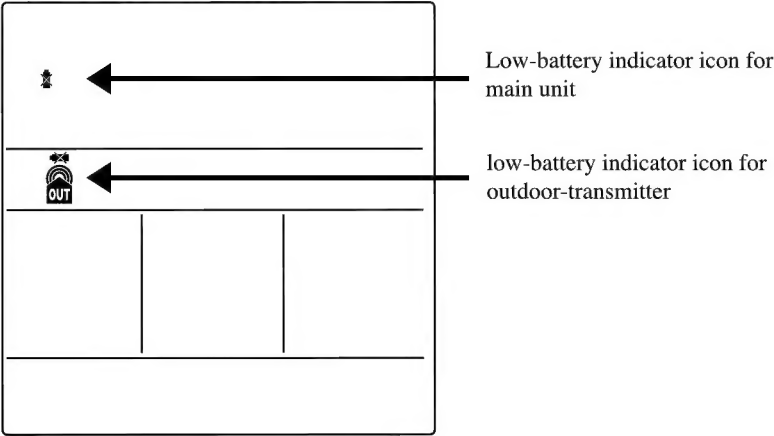 Low-battery indicator icon for
main unit
low-battery indicator icon for
outdoor-transmitter
OUT